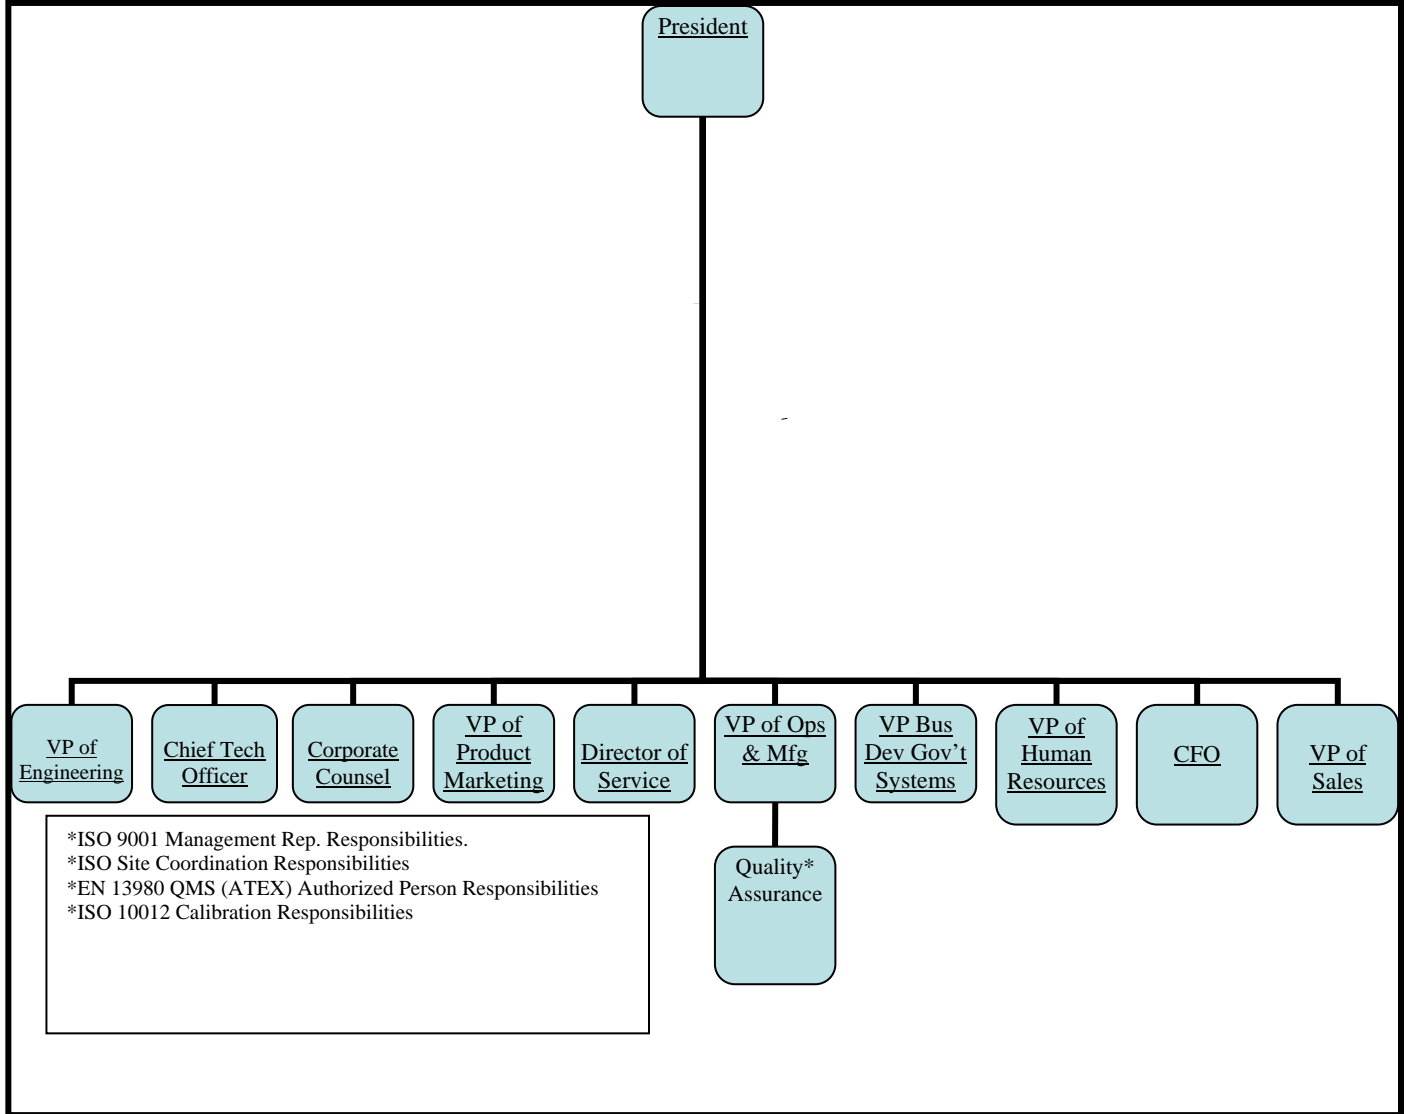 President
VP of
Engineering
Chief Tech
Officer
Corporate
Counsel
VP of
Product
Marketing
Director of
Service
VP of Ops
& Mfg
VP Bus
Dev Gov’t
Systems
VP of
Human
Resources
CFO
VP of
Sales
Quality*
Assurance
*ISO 9001 Management Rep. Responsibilities.
*ISO Site Coordination Responsibilities
*EN 13980 QMS (ATEX) Authorized Person Responsibilities
*ISO 10012 Calibration Responsibilities